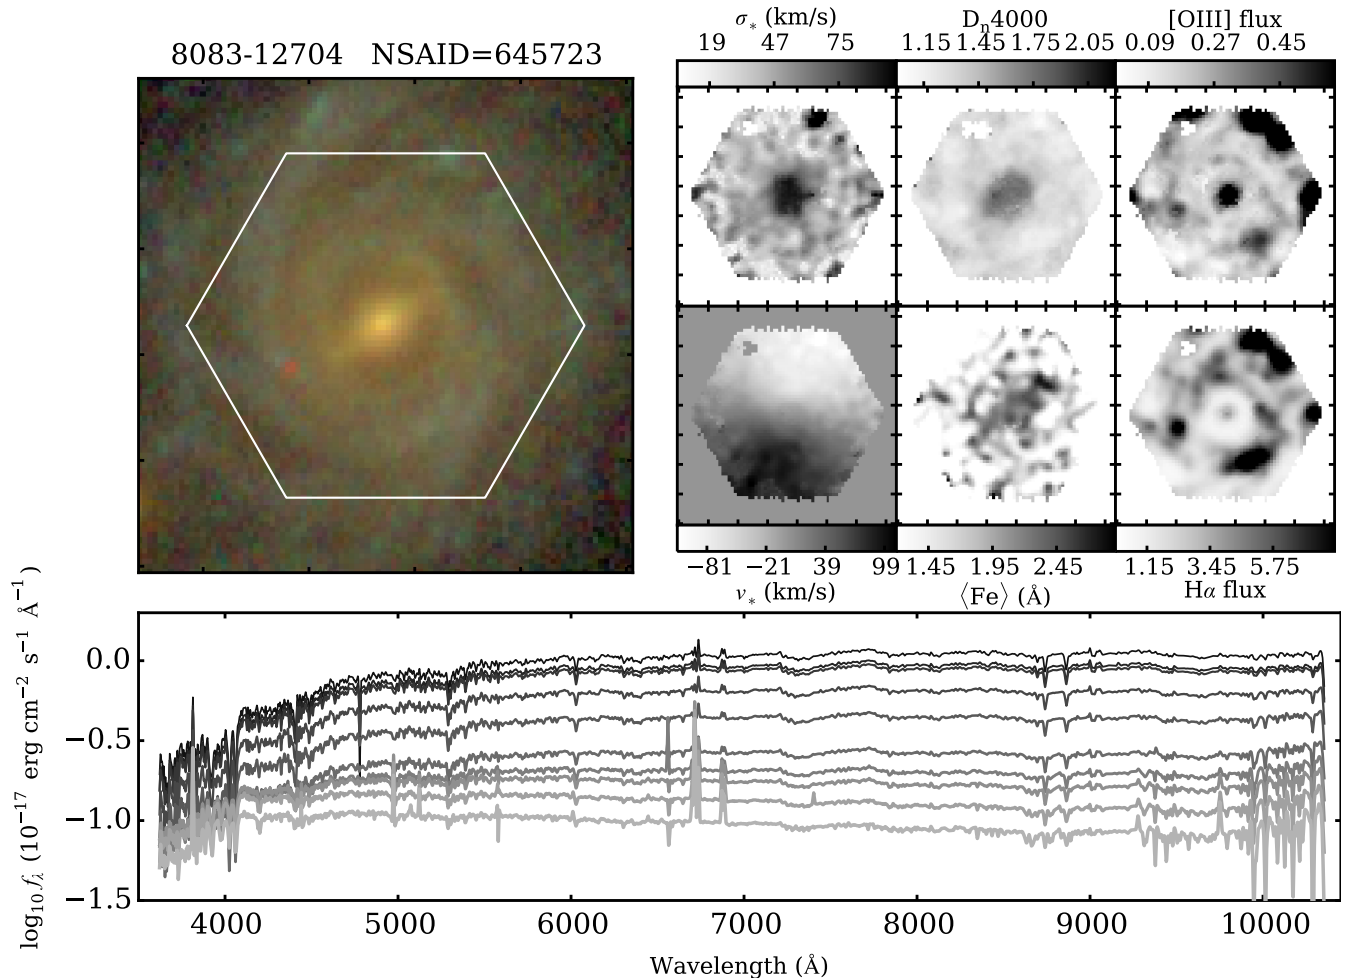 8083-12704 NSAID=645723
σ* (km/s) Dn4000 [OIII] flux
19 47 75 1.15 1.45 1.75 2.05 0.09 0.27 0.45
−81 −21 39 99 1.45 1.95 2.45 1.15 3.45 5.75
v* (km/s) ⟨Fe⟩ (Å) Hα flux
log10 fλ (10−17 erg cm−2 s−1 Å−1)
0.0
−0.5
−1.0
−1.5
4000 5000 6000 7000 8000 9000 10000
Wavelength (Å)